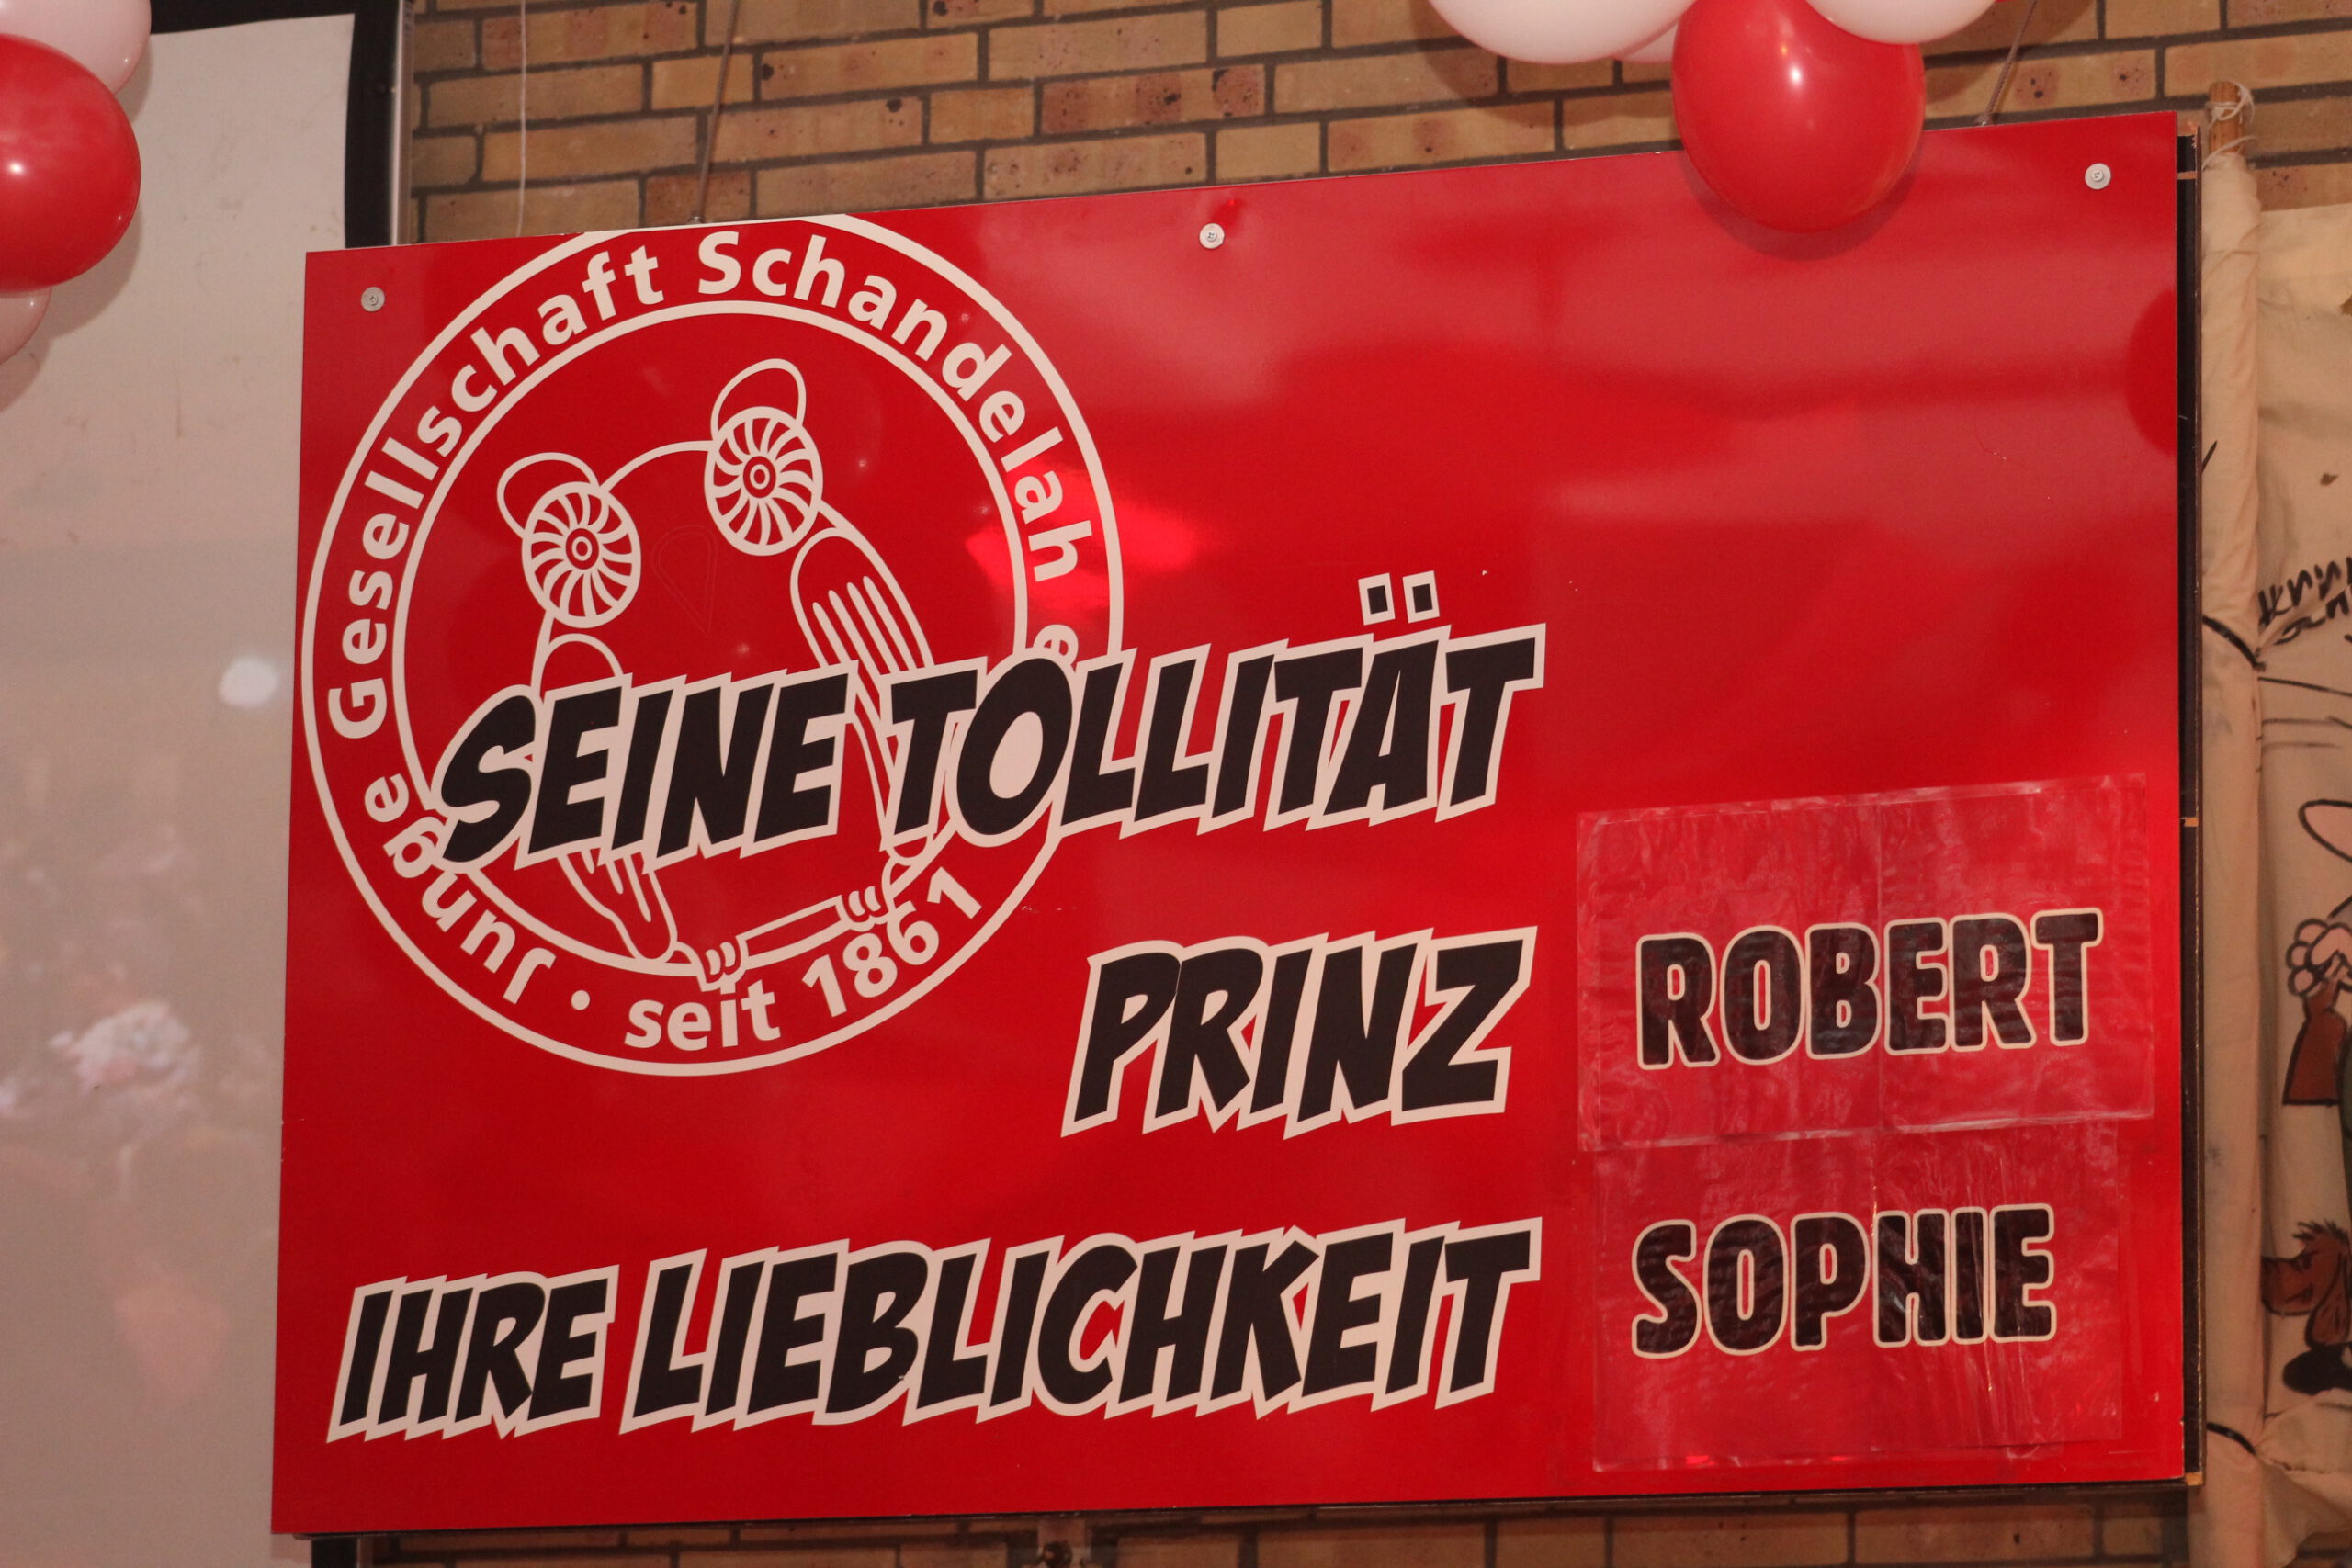 Junge Gesellschaft Schandelah e
• seit 1861
SEINE TOLLITÄT
PRINZ ROBERT
IHRE LIEBLICHKEIT SOPHIE